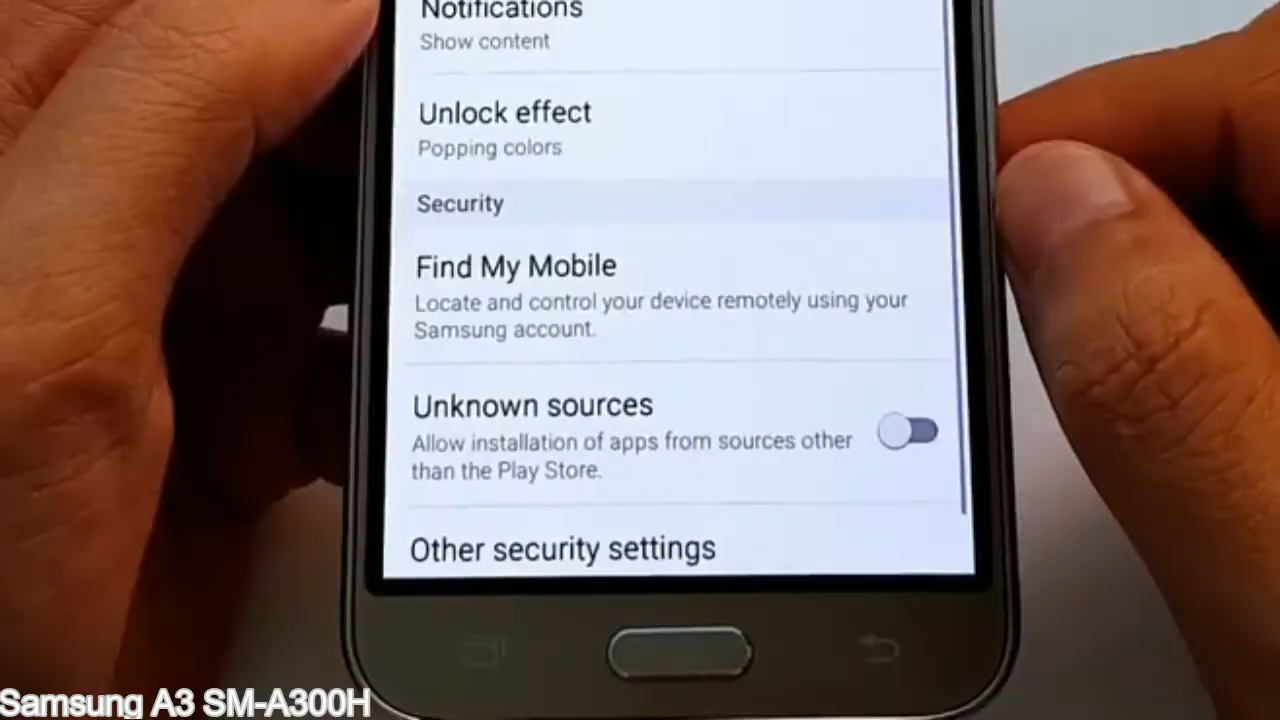 Notifications
Show content
Unlock effect
Popping colors
Security
Find My Mobile
Locate and control your device remotely using your
Samsung account.
Unknown sources
Allow installation of apps from sources other
than the Play Store.
Other security settings
Samsung A3 SM-A300H